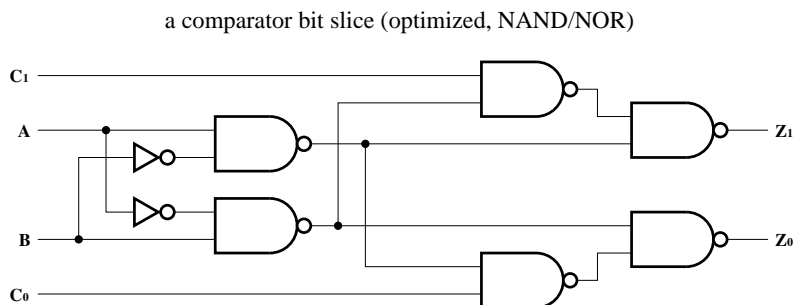 a comparator bit slice (optimized, NAND/NOR)
C1
A
Z1
B
Z0
C0